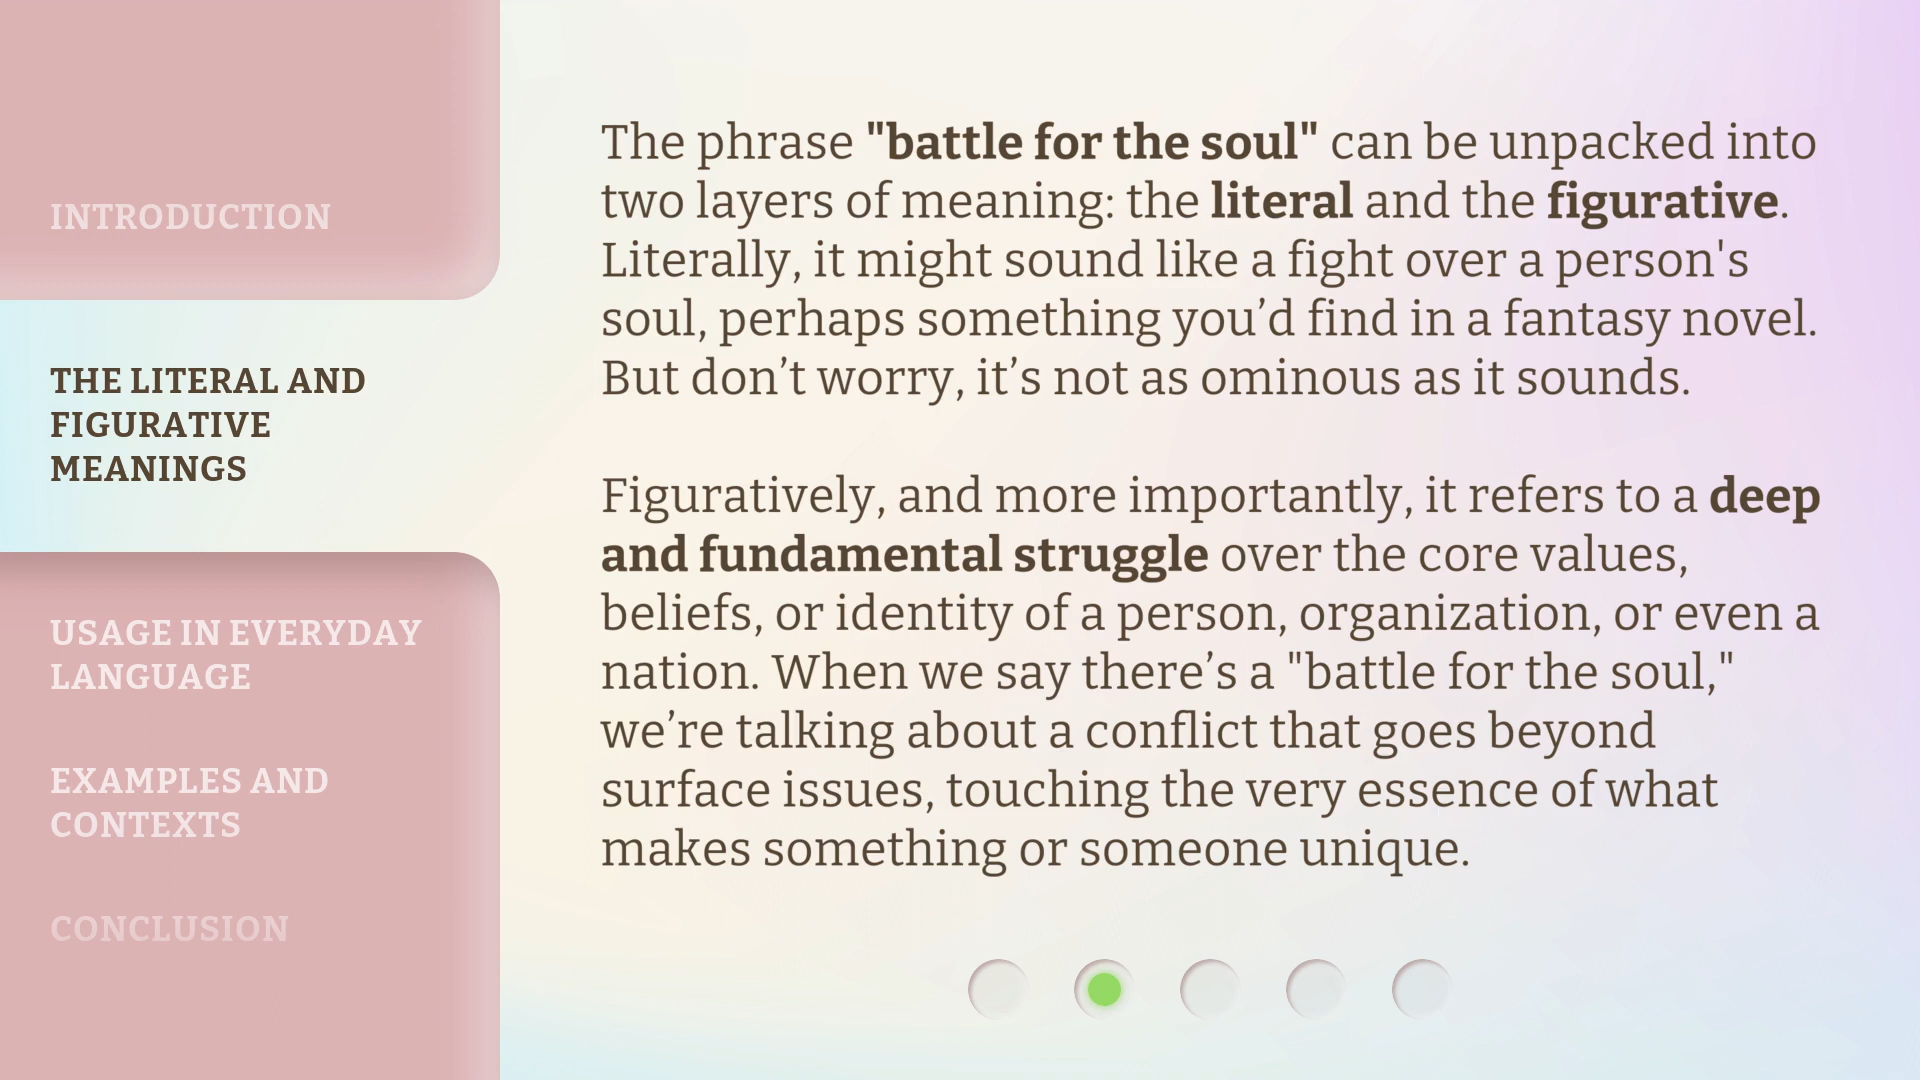 INTRODUCTION
THE LITERAL AND
FIGURATIVE
MEANINGS
USAGE IN EVERYDAY
LANGUAGE
EXAMPLES AND
CONTEXTS
CONCLUSION
The phrase "battle for the soul" can be unpacked into
two layers of meaning: the literal and the figurative.
Literally, it might sound like a fight over a person's
soul, perhaps something you’d find in a fantasy novel.
But don’t worry, it’s not as ominous as it sounds.
Figuratively, and more importantly, it refers to a deep
and fundamental struggle over the core values,
beliefs, or identity of a person, organization, or even a
nation. When we say there’s a "battle for the soul,"
we’re talking about a conflict that goes beyond
surface issues, touching the very essence of what
makes something or someone unique.